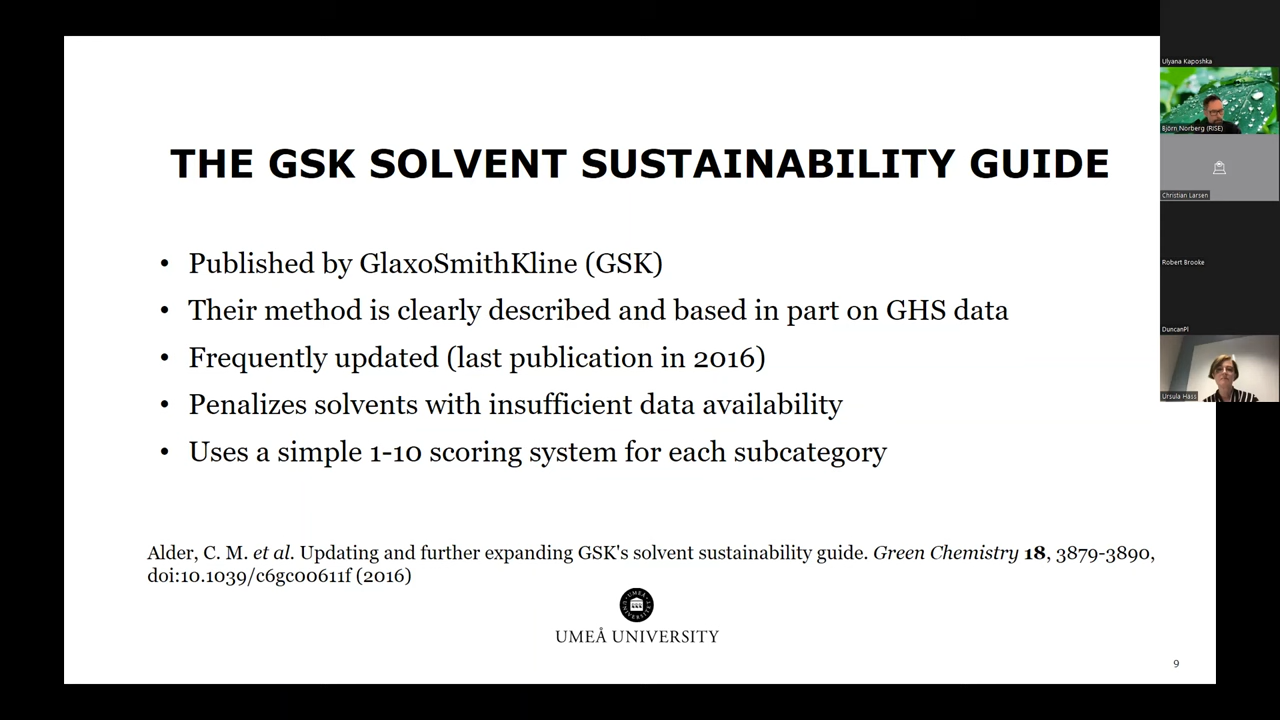 THE GSK SOLVENT SUSTAINABILITY GUIDE
• Published by GlaxoSmithKline (GSK)
• Their method is clearly described and based in part on GHS data
• Frequently updated (last publication in 2016)
• Penalizes solvents with insufficient data availability
• Uses a simple 1-10 scoring system for each subcategory
Alder, C. M. et al. Updating and further expanding GSK's solvent sustainability guide. Green Chemistry 18, 3879-3890,
doi:10.1039/c6gc00611f (2016)
UMEÅ UNIVERSITY
9
Ulyana Kaposhka
Björn Norberg (RISE)
Christian Larsen
Robert Brooke
DuncanPl
Ursula Hass